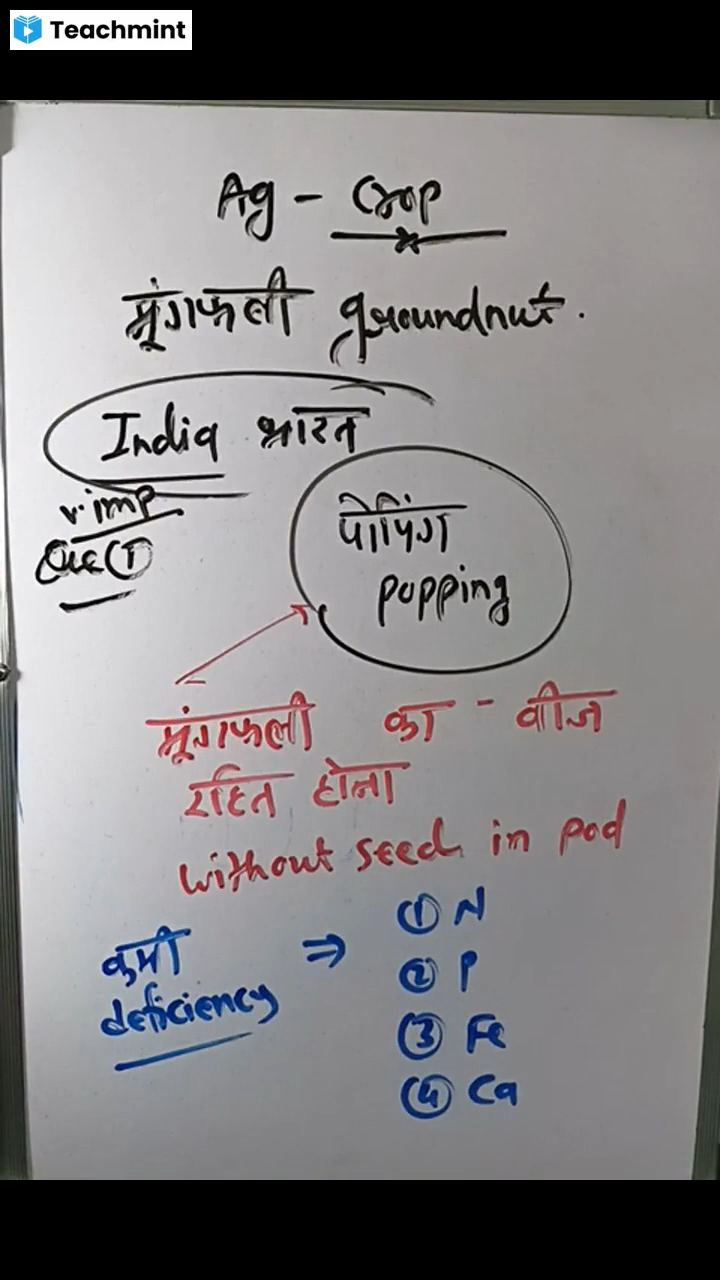 Teachmint
Ag - Crop
मूंगफली groundnut.
India भारत
v.imp
Que ①
पोपिंग
popping
मूंगफली का - बीज
रहित होना
without seed in pod
कमी
deficiency ⇒
① N
② P
③ Fe
④ Ca